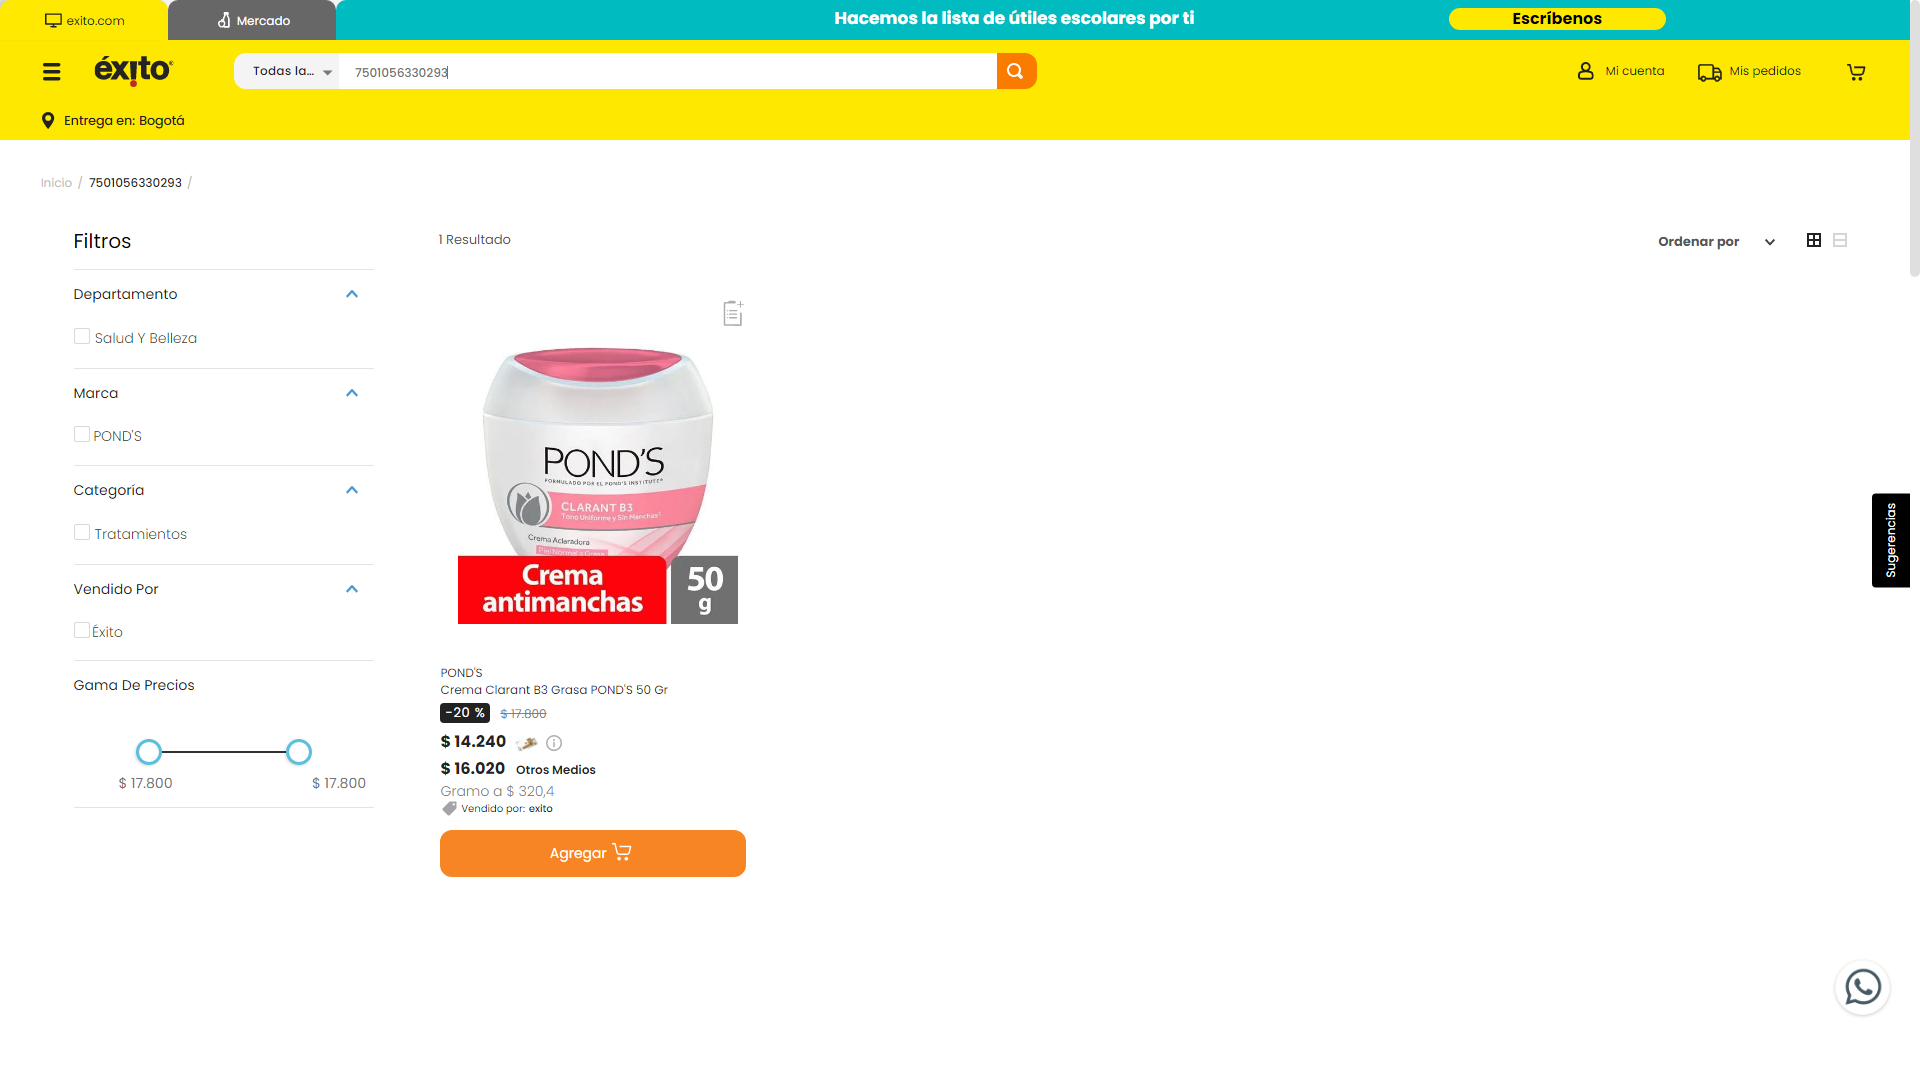 exito.com
Mercado
Hacemos la lista de útiles escolares por ti
Escríbenos
éxito
Todas la...
7501056330293
Mi cuenta
Mis pedidos
Entrega en: Bogotá
Inicio / 7501056330293 /
Filtros
Departamento
Salud Y Belleza
Marca
POND'S
Categoría
Tratamientos
Vendido Por
Éxito
Gama De Precios
$ 17.800
$ 17.800
1 Resultado
Ordenar por
POND'S
FORMULADO POR EL POND'S INSTITUTE
CLARANT B3
Tono Uniforme y Sin Manchas
Crema Aclaradora
Piel Normal a Grasa
Crema
antimanchas
50
g
POND'S
Crema Clarant B3 Grasa POND'S 50 Gr
-20 % $ 17.800
$ 14.240
$ 16.020 Otros Medios
Gramo a $ 320,4
Vendido por: exito
Agregar
Sugerencias